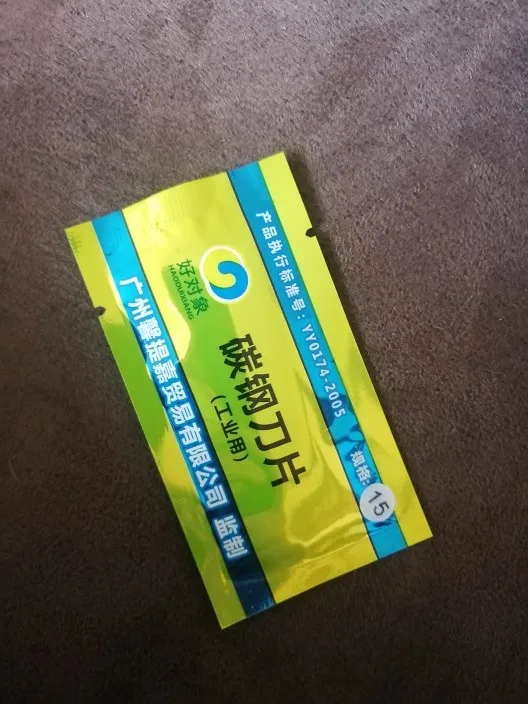 产品执行标准号：YY0174-2005
规格：15
好对象
HAODUIXIANG
碳钢刀片
（工业用）
广州馨提嘉贸易有限公司 监制